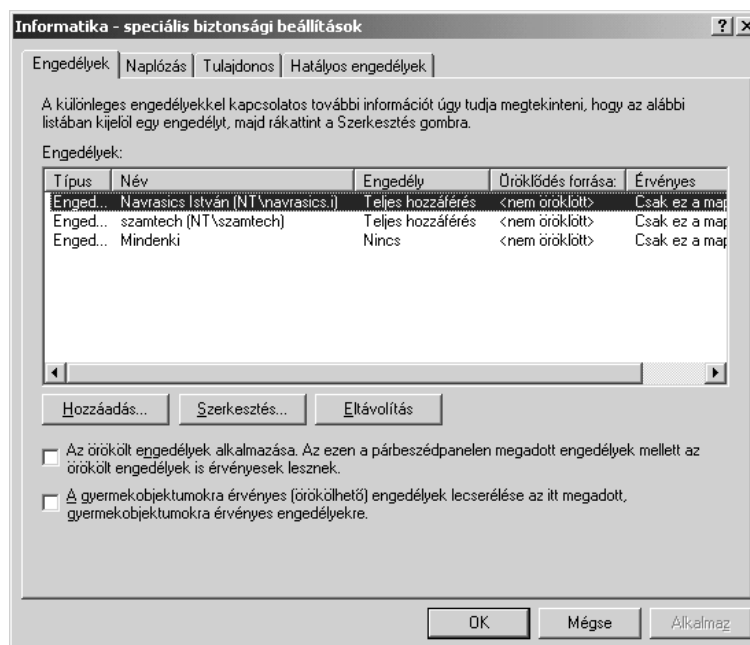 Informatika - speciális biztonsági beállítások
Engedélyek Naplózás Tulajdonos Hatályos engedélyek
A különleges engedélyekkel kapcsolatos további információt úgy tudja megtekinteni, hogy az alábbi
listában kijelöl egy engedélyt, majd rákattint a Szerkesztés gombra.
Engedélyek:
Típus Név Engedély Öröklődés forrása: Érvényes
Enged... Navrasics István (NT\navrasics.i) Teljes hozzáférés <nem öröklött> Csak ez a map
Enged... szamtech (NT\szamtech) Teljes hozzáférés <nem öröklött> Csak ez a map
Enged... Mindenki Nincs <nem öröklött> Csak ez a map
Hozzáadás... Szerkesztés... Eltávolítás
Az örökölt engedélyek alkalmazása. Az ezen a párbeszédpanelen megadott engedélyek mellett az
örökölt engedélyek is érvényesek lesznek.
A gyermekobjektumokra érvényes (örökölhető) engedélyek lecserélése az itt megadott,
gyermekobjektumokra érvényes engedélyekre.
OK Mégse Alkalmaz